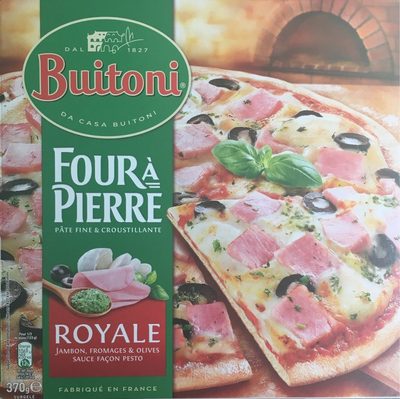 DAL 1827
Buitoni
DA CASA BUITONI
FOUR À
PIERRE
PÂTE FINE & CROUSTILLANTE
ROYALE
JAMBON, FROMAGES & OLIVES
SAUCE FAÇON PESTO
370g e
SURGELÉ
FABRIQUÉ EN FRANCE